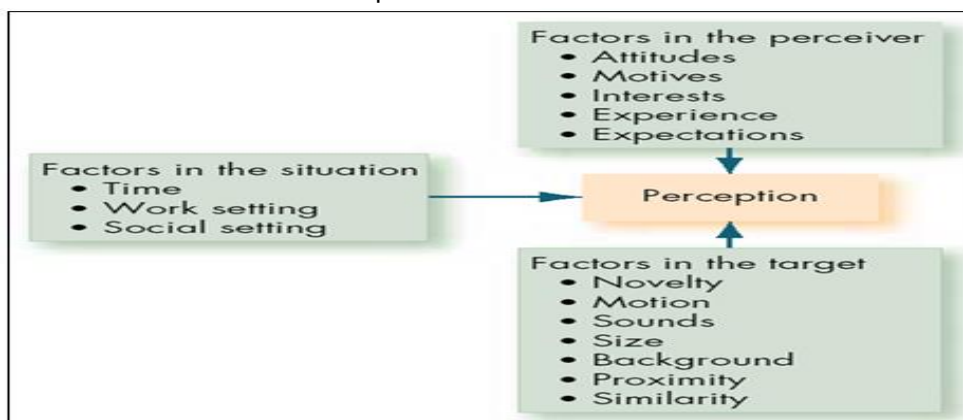 Factors in the perceiver
• Attitudes
• Motives
• Interests
• Experience
• Expectations
Factors in the situation
• Time
• Work setting
• Social setting
Perception
Factors in the target
• Novelty
• Motion
• Sounds
• Size
• Background
• Proximity
• Similarity